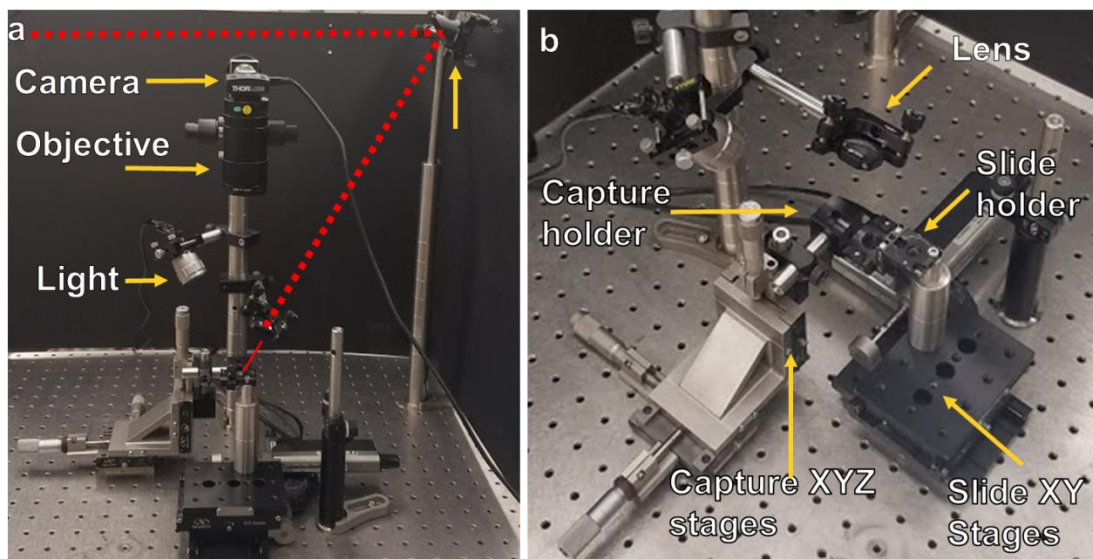 a
Camera
THORLABS
Objective
Light
b
Lens
Slide
holder
Capture
holder
Capture XYZ
stages
Slide XY
Stages